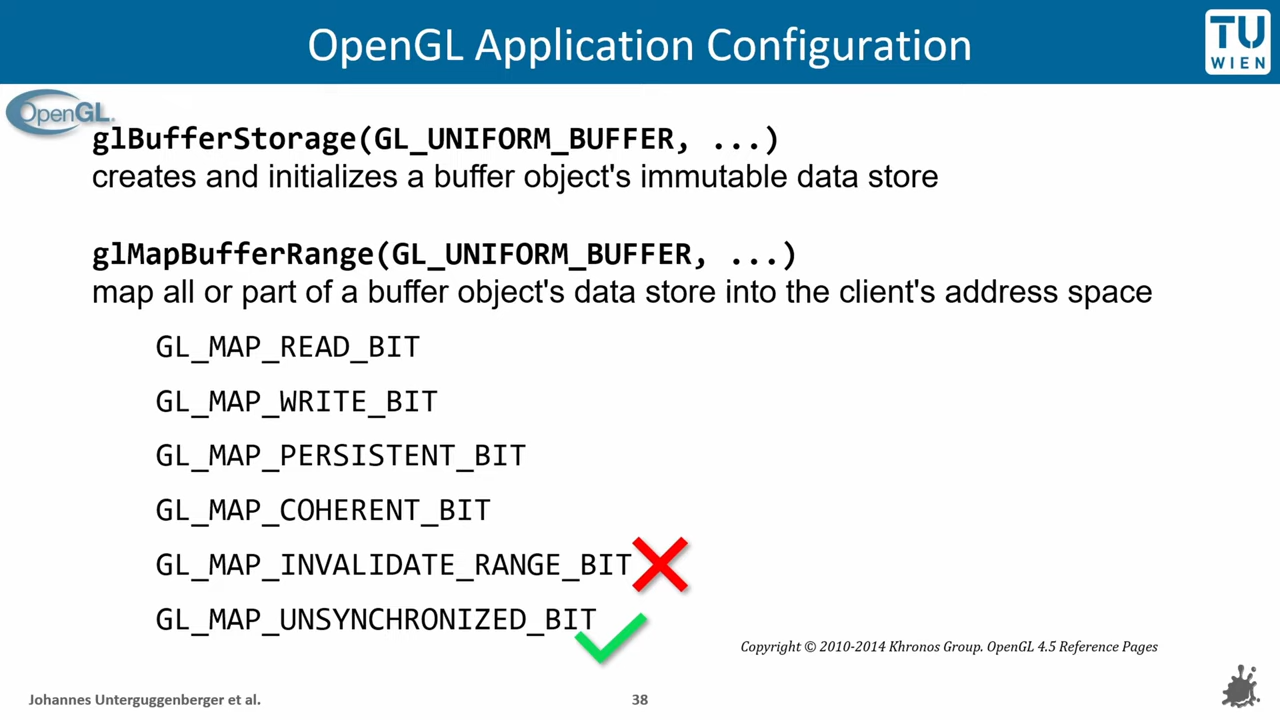 OpenGL Application Configuration
TU
WIEN
OpenGL.
glBufferStorage(GL_UNIFORM_BUFFER, ...)
creates and initializes a buffer object's immutable data store
glMapBufferRange(GL_UNIFORM_BUFFER, ...)
map all or part of a buffer object's data store into the client's address space
GL_MAP_READ_BIT
GL_MAP_WRITE_BIT
GL_MAP_PERSISTENT_BIT
GL_MAP_COHERENT_BIT
GL_MAP_INVALIDATE_RANGE_BIT
GL_MAP_UNSYNCHRONIZED_BIT
Copyright © 2010-2014 Khronos Group. OpenGL 4.5 Reference Pages
Johannes Unterguggenberger et al.
38